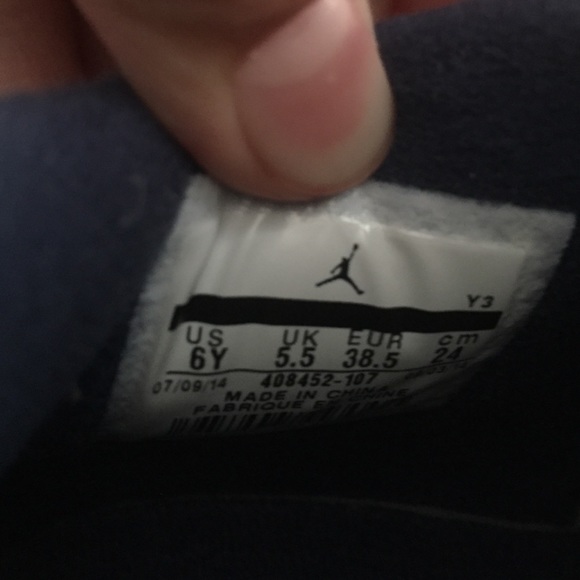 Y3
US UK EUR cm
6Y 5.5 38.5 24
07/09/14 408452-107
MADE IN CHINA
FABRIQUE